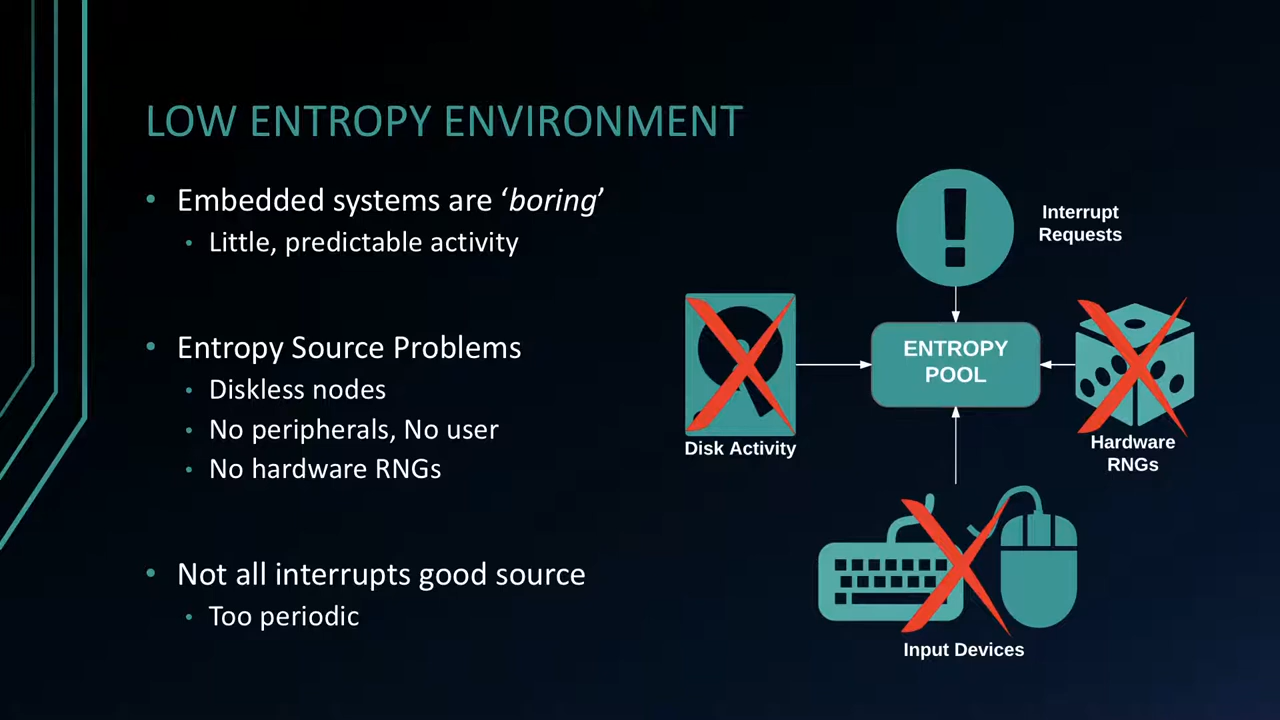 LOW ENTROPY ENVIRONMENT
Embedded systems are ‘boring’
Little, predictable activity
Entropy Source Problems
Diskless nodes
No peripherals, No user
No hardware RNGs
Not all interrupts good source
Too periodic
Interrupt
Requests
ENTROPY
POOL
Disk Activity
Hardware
RNGs
Input Devices